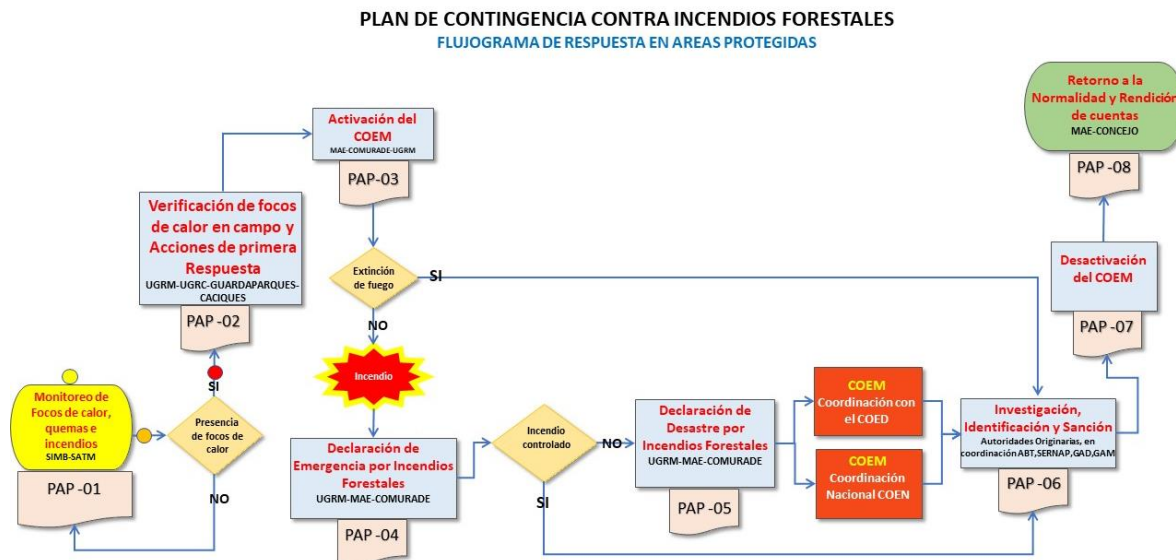 PLAN DE CONTINGENCIA CONTRA INCENDIOS FORESTALES
FLUJOGRAMA DE RESPUESTA EN AREAS PROTEGIDAS
Monitoreo de
Focos de calor,
quemas e
incendios
SIMB-SATM
PAP -01
Presencia
de focos de
calor
SI
NO
Verificación de focos
de calor en campo y
Acciones de primera
Respuesta
UGRM-UGRC-GUARDAPARQUES-
CACIQUES
PAP -02
Activación del
COEM
MAE-COMURADE-UGRM
PAP -03
Extinción
de fuego
SI
NO
Incendio
Declaración de
Emergencia por Incendios
Forestales
UGRM-MAE-COMURADE
PAP -04
Incendio
controlado
NO
SI
Declaración de
Desastre por
Incendios Forestales
UGRM-MAE-COMURADE
PAP -05
COEM
Coordinación con
el COED
COEM
Coordinación
Nacional COEN
Investigación,
Identificación y Sanción
Autoridades Originarias, en
coordinación ABT,SERNAP,GAD,GAM
PAP -06
Desactivación
del COEM
PAP -07
Retorno a la
Normalidad y Rendición
de cuentas
MAE-CONCEJO
PAP -08